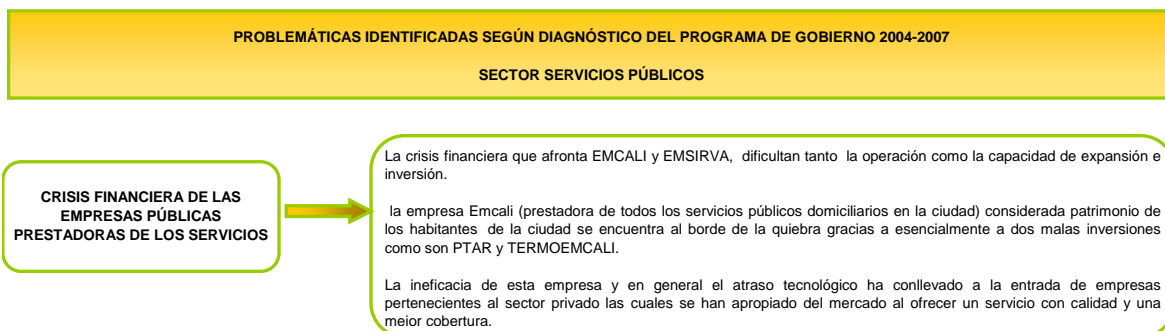 PROBLEMÁTICAS IDENTIFICADAS SEGÚN DIAGNÓSTICO DEL PROGRAMA DE GOBIERNO 2004-2007
SECTOR SERVICIOS PÚBLICOS
CRISIS FINANCIERA DE LAS
EMPRESAS PÚBLICAS
PRESTADORAS DE LOS SERVICIOS
La crisis financiera que afronta EMCALI y EMSIRVA, dificultan tanto la operación como la capacidad de expansión e
inversión.
la empresa Emcali (prestadora de todos los servicios públicos domiciliarios en la ciudad) considerada patrimonio de
los habitantes de la ciudad se encuentra al borde de la quiebra gracias a esencialmente a dos malas inversiones
como son PTAR y TERMOEMCALI.
La ineficacia de esta empresa y en general el atraso tecnológico ha conllevado a la entrada de empresas
pertenecientes al sector privado las cuales se han apropiado del mercado al ofrecer un servicio con calidad y una
mejor cobertura.